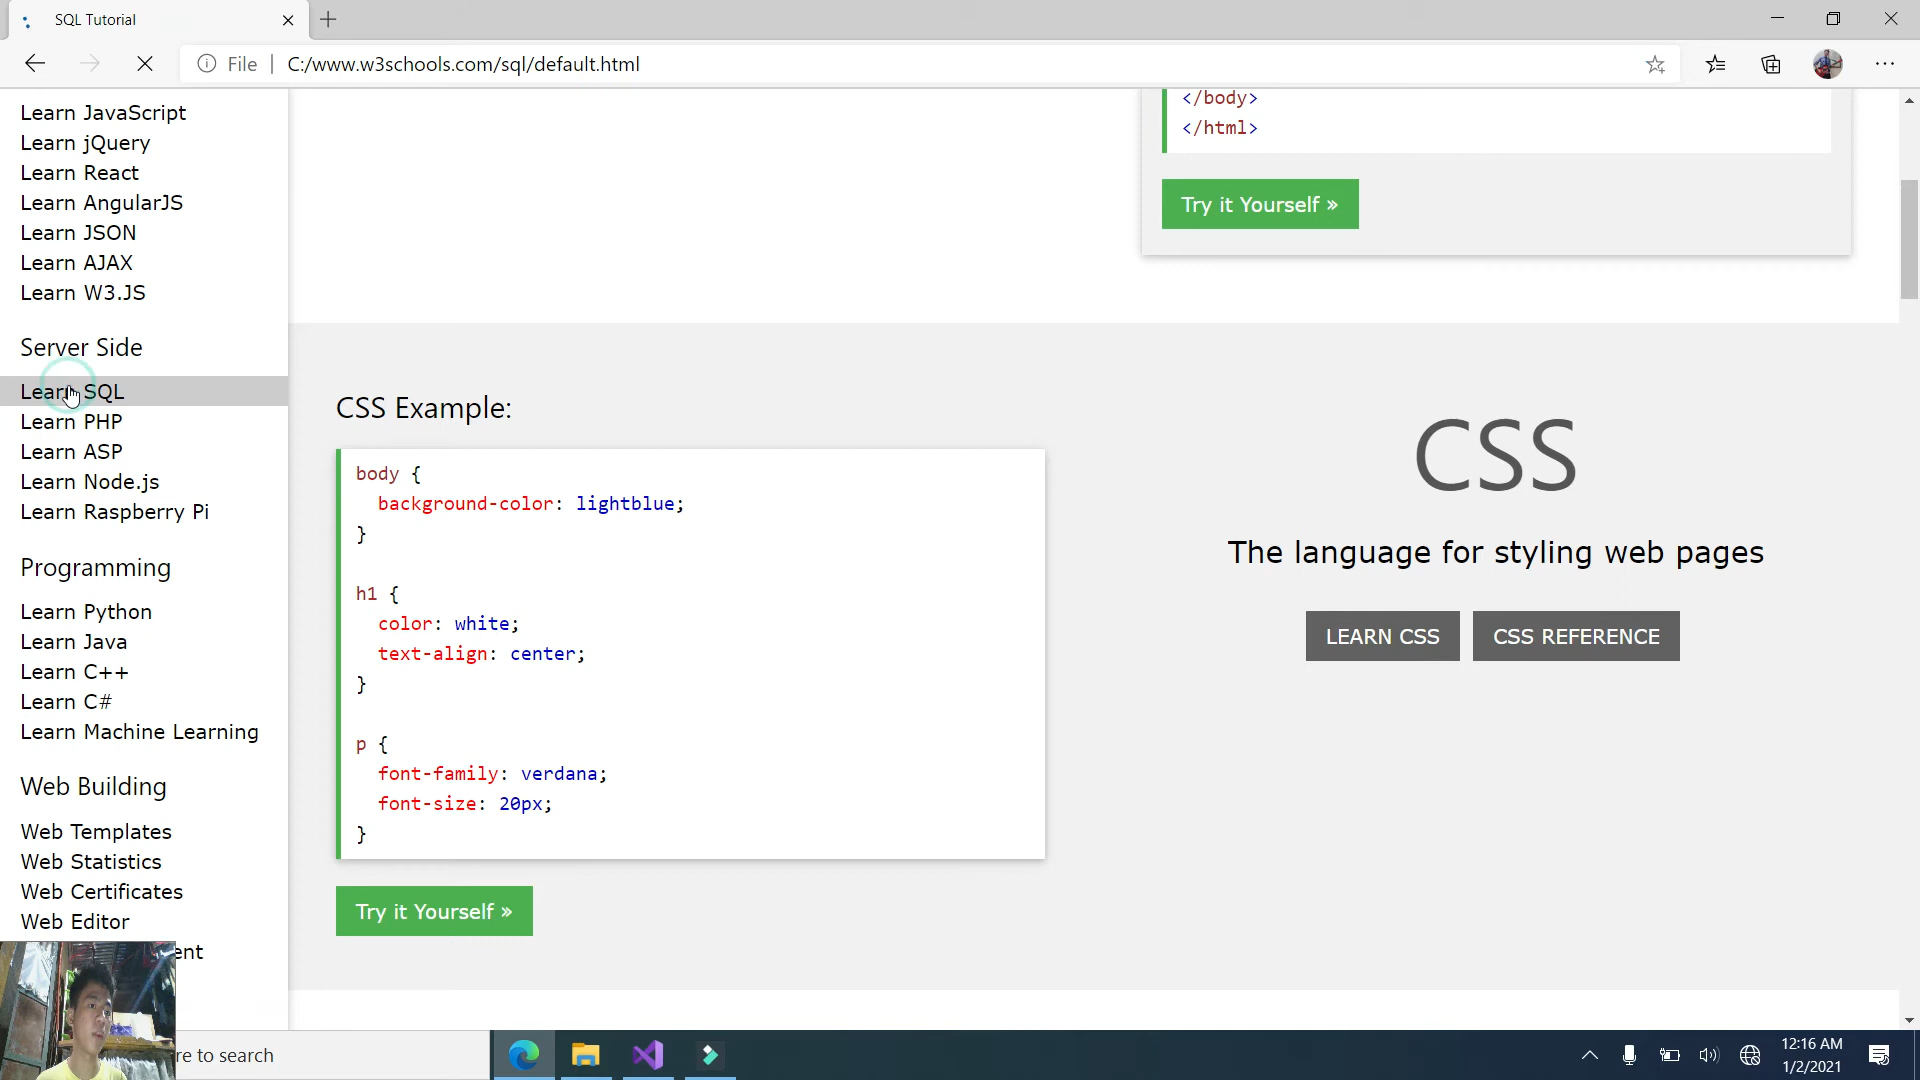 SQL Tutorial
File
C:/www.w3schools.com/sql/default.html
Learn JavaScript
Learn jQuery
Learn React
Learn AngularJS
Learn JSON
Learn AJAX
Learn W3.JS
Server Side
Learn SQL
Learn PHP
Learn ASP
Learn Node.js
Learn Raspberry Pi
Programming
Learn Python
Learn Java
Learn C++
Learn C#
Learn Machine Learning
Web Building
Web Templates
Web Statistics
Web Certificates
Web Editor
</body>
</html>
Try it Yourself »
CSS Example:
body {
  background-color: lightblue;
}
h1 {
  color: white;
  text-align: center;
}
p {
  font-family: verdana;
  font-size: 20px;
}
Try it Yourself »
CSS
The language for styling web pages
LEARN CSS
CSS REFERENCE
to search
12:16 AM
1/2/2021